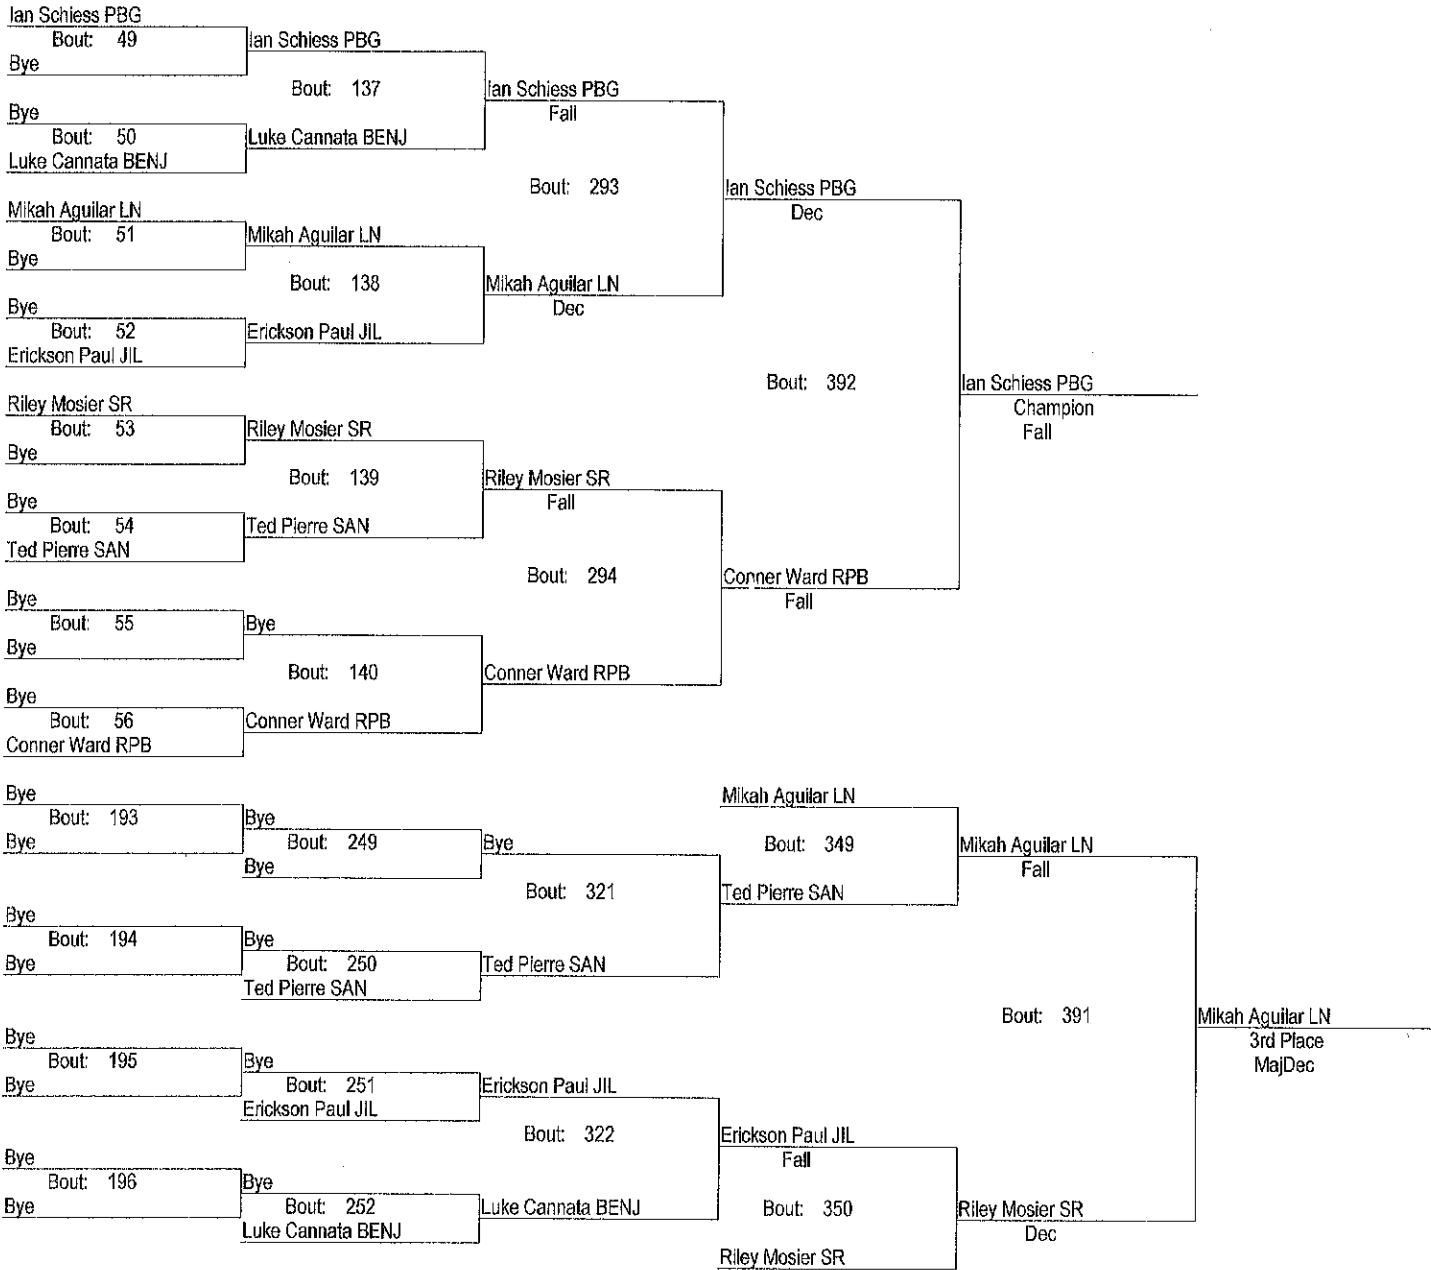 Ian Schiess PBG
Bout: 49
Bye
Ian Schiess PBG
Bout: 137
Bye
Bout: 50
Luke Cannata BENJ
Luke Cannata BENJ
Ian Schiess PBG
Fall
Bout: 293
Mikah Aguilar LN
Bout: 51
Bye
Mikah Aguilar LN
Bout: 138
Bye
Bout: 52
Erickson Paul JIL
Erickson Paul JIL
Mikah Aguilar LN
Dec
Ian Schiess PBG
Dec
Bout: 392
Riley Mosier SR
Bout: 53
Bye
Riley Mosier SR
Bout: 139
Bye
Bout: 54
Ted Pierre SAN
Ted Pierre SAN
Riley Mosier SR
Fall
Bout: 294
Bye
Bout: 55
Bye
Bye
Bout: 140
Bye
Bout: 56
Conner Ward RPB
Conner Ward RPB
Conner Ward RPB
Conner Ward RPB
Fall
Ian Schiess PBG
Champion
Fall
Bye
Bout: 193
Bye
Bye
Bout: 249
Bye
Bye
Bout: 321
Bye
Bout: 194
Bye
Bye
Bout: 250
Ted Pierre SAN
Ted Pierre SAN
Mikah Aguilar LN
Bout: 349
Ted Pierre SAN
Mikah Aguilar LN
Fall
Bout: 391
Bye
Bout: 195
Bye
Bye
Bout: 251
Erickson Paul JIL
Erickson Paul JIL
Bout: 322
Bye
Bout: 196
Bye
Bye
Bout: 252
Luke Cannata BENJ
Luke Cannata BENJ
Erickson Paul JIL
Fall
Bout: 350
Riley Mosier SR
Riley Mosier SR
Dec
Mikah Aguilar LN
3rd Place
MajDec